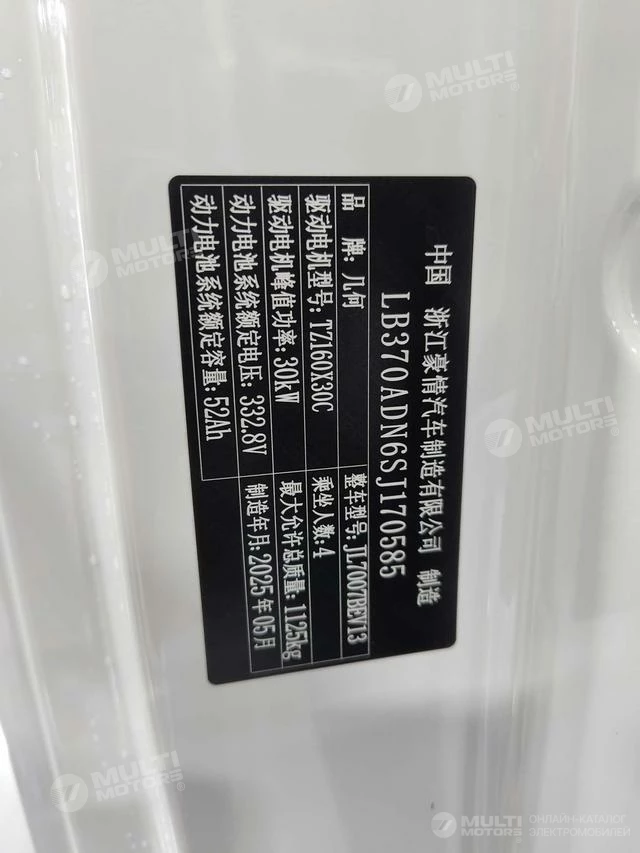 中国 浙江豪情汽车制造有限公司 制造
LB370ADN6SJ170585
品 牌: 几何 整车型号: JL7007BEV13
驱动电机型号: TZ160X30C 乘坐人数: 4
驱动电机峰值功率: 30kW 最大允许总质量: 1125kg
动力电池系统额定电压: 332.8V 制造年月: 2025年05月
动力电池系统额定容量: 52Ah
MULTI
MOTORS®
MULTI
MOTORS®
MULTI
MOTORS®
MULTI
MOTORS®
MULTI
MOTORS®
ОНЛАЙН-КАТАЛОГ
ЭЛЕКТРОМОБИЛЕЙ